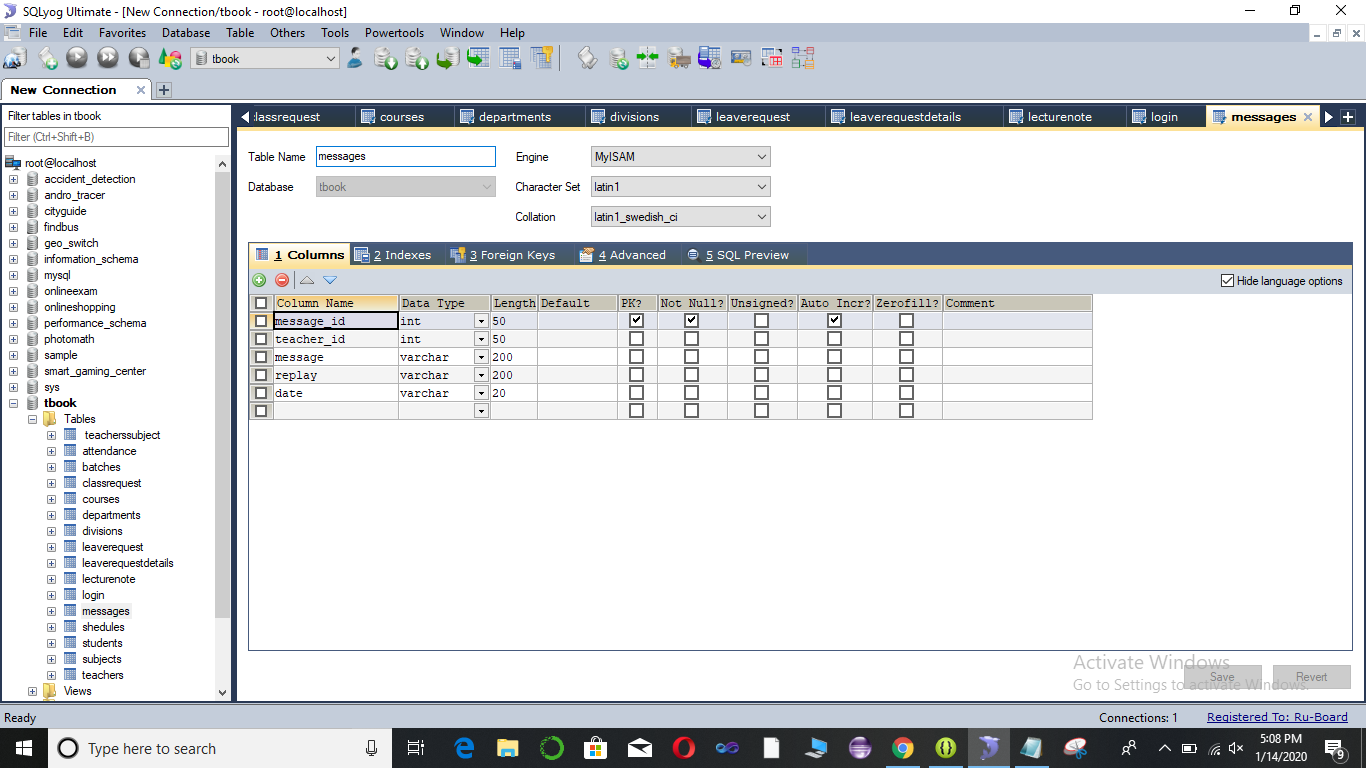 SQLyog Ultimate - [New Connection/tbook - root@localhost]
File Edit Favorites Database Table Others Tools Powertools Window Help
tbook
New Connection
Filter tables in tbook
Filter (Ctrl+Shift+B)
root@localhost
accident_detection
andro_tracer
cityguide
findbus
geo_switch
information_schema
mysql
onlineexam
onlineshopping
performance_schema
photomath
sample
smart_gaming_center
sys
tbook
Tables
teacherssubject
attendance
batches
classrequest
courses
departments
divisions
leaverequest
leaverequestdetails
lecturenote
login
messages
shedules
students
subjects
teachers
Views
lassrequest courses departments divisions leaverequest leaverequestdetails lecturenote login messages
Table Name messages Engine MyISAM
Database tbook Character Set latin1
Collation latin1_swedish_ci
1 Columns 2 Indexes 3 Foreign Keys 4 Advanced 5 SQL Preview
Hide language options
Column Name Data Type Length Default PK? Not Null? Unsigned? Auto Incr? Zerofill? Comment
message_id int 50
teacher_id int 50
message varchar 200
replay varchar 200
date varchar 20
Activate Windows
Go to Settings to activate Windows.
Save Revert
Ready Connections: 1 Registered To: Ru-Board
Type here to search
5:08 PM
1/14/2020
9